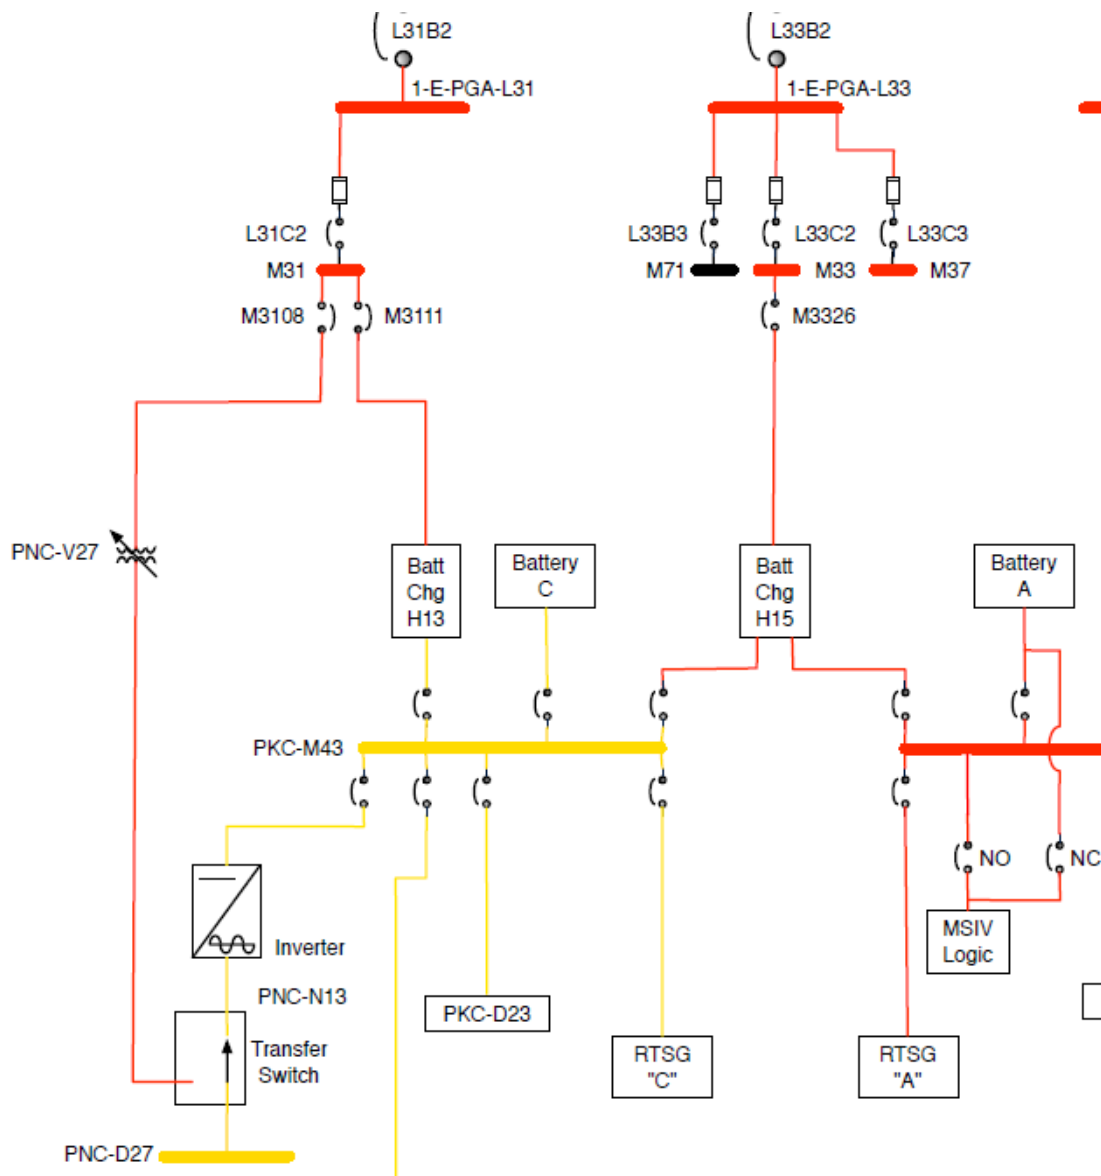 L31B2
L33B2
1-E-PGA-L31
1-E-PGA-L33
L31C2
L33B3
L33C2
L33C3
M31
M71
M33
M37
M3108
M3111
M3326
PNC-V27
Batt
Chg
H13
Battery
C
Batt
Chg
H15
Battery
A
PKC-M43
NO
NC
MSIV
Logic
Inverter
PNC-N13
PKC-D23
Transfer
Switch
RTSG
"C"
RTSG
"A"
PNC-D27